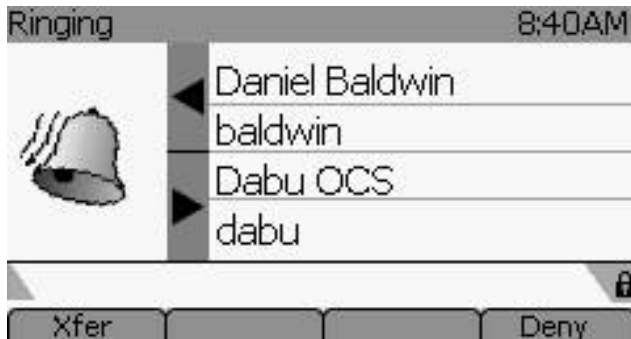 Ringing 8:40AM
Daniel Baldwin
baldwin
Dabu OCS
dabu
Xfer Deny